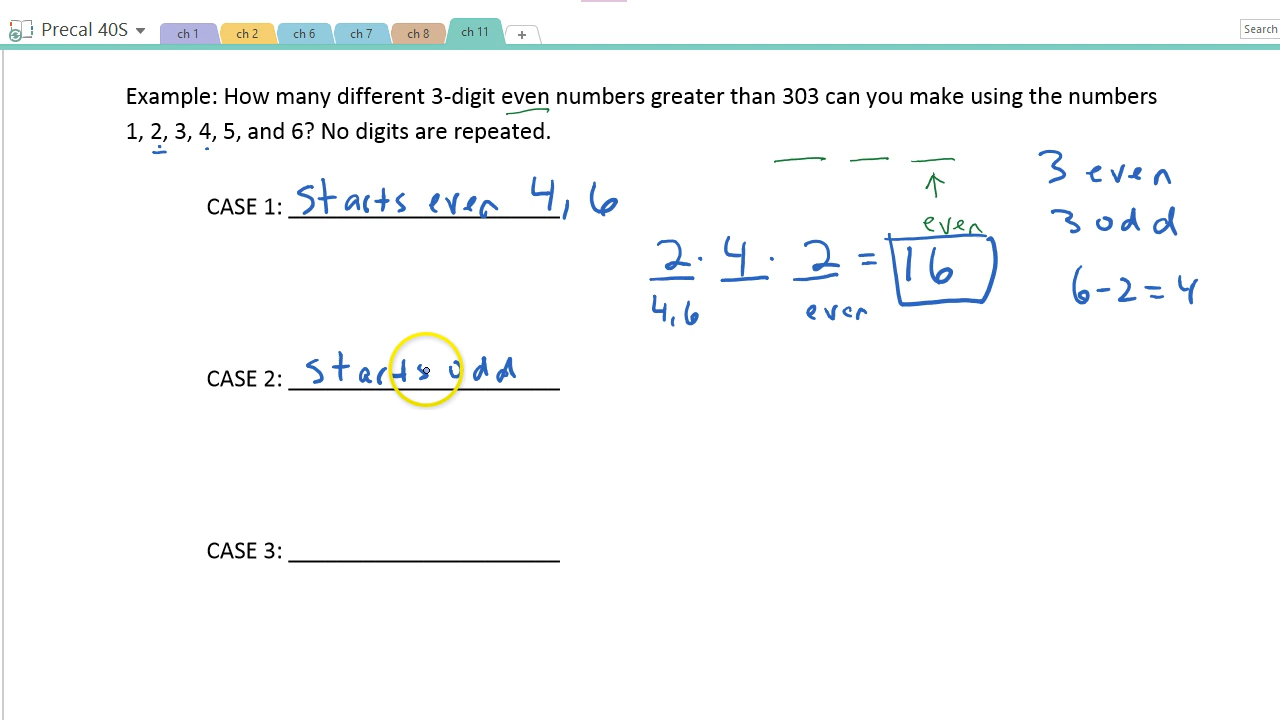 Precal 40S ch 1 ch 2 ch 6 ch 7 ch 8 ch 11 + Search
Example: How many different 3-digit even numbers greater than 303 can you make using the numbers
1, 2, 3, 4, 5, and 6? No digits are repeated.
3 even
CASE 1: starts even 4, 6
even
3 odd
2 · 4 · 2 = 16
6-2=4
4,6 even
CASE 2: starts odd
CASE 3: